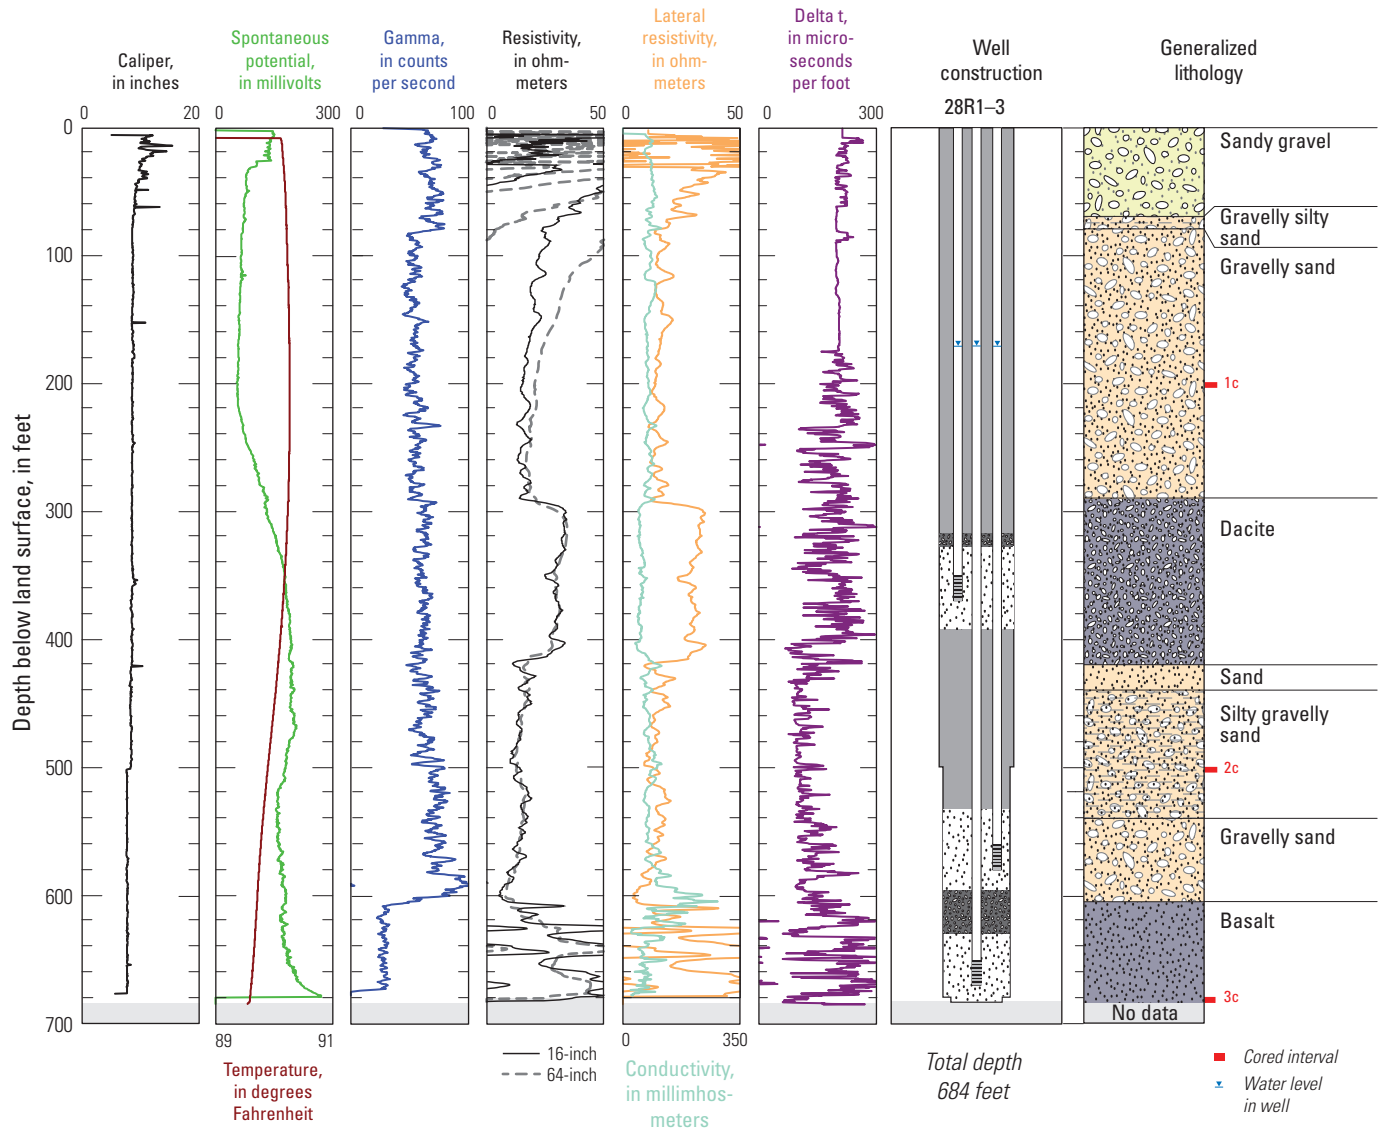 Caliper,
in inches
Spontaneous
potential,
in millivolts
Gamma,
in counts
per second
Resistivity,
in ohm-
meters
Lateral
resistivity,
in ohm-
meters
Delta t,
in micro-
seconds
per foot
Well
construction
28R1–3
Generalized
lithology
0 20
0 300
0 100
0 50
0 50
0 300
Depth below land surface, in feet
0
100
200
300
400
500
600
700
Sandy gravel
Gravelly silty
sand
Gravelly sand
1c
Dacite
Sand
Silty gravelly
sand
2c
Gravelly sand
Basalt
3c
No data
89 91
Temperature,
in degrees
Fahrenheit
16-inch
64-inch
0 350
Conductivity,
in millimhos-
meters
Total depth
684 feet
Cored interval
Water level
in well